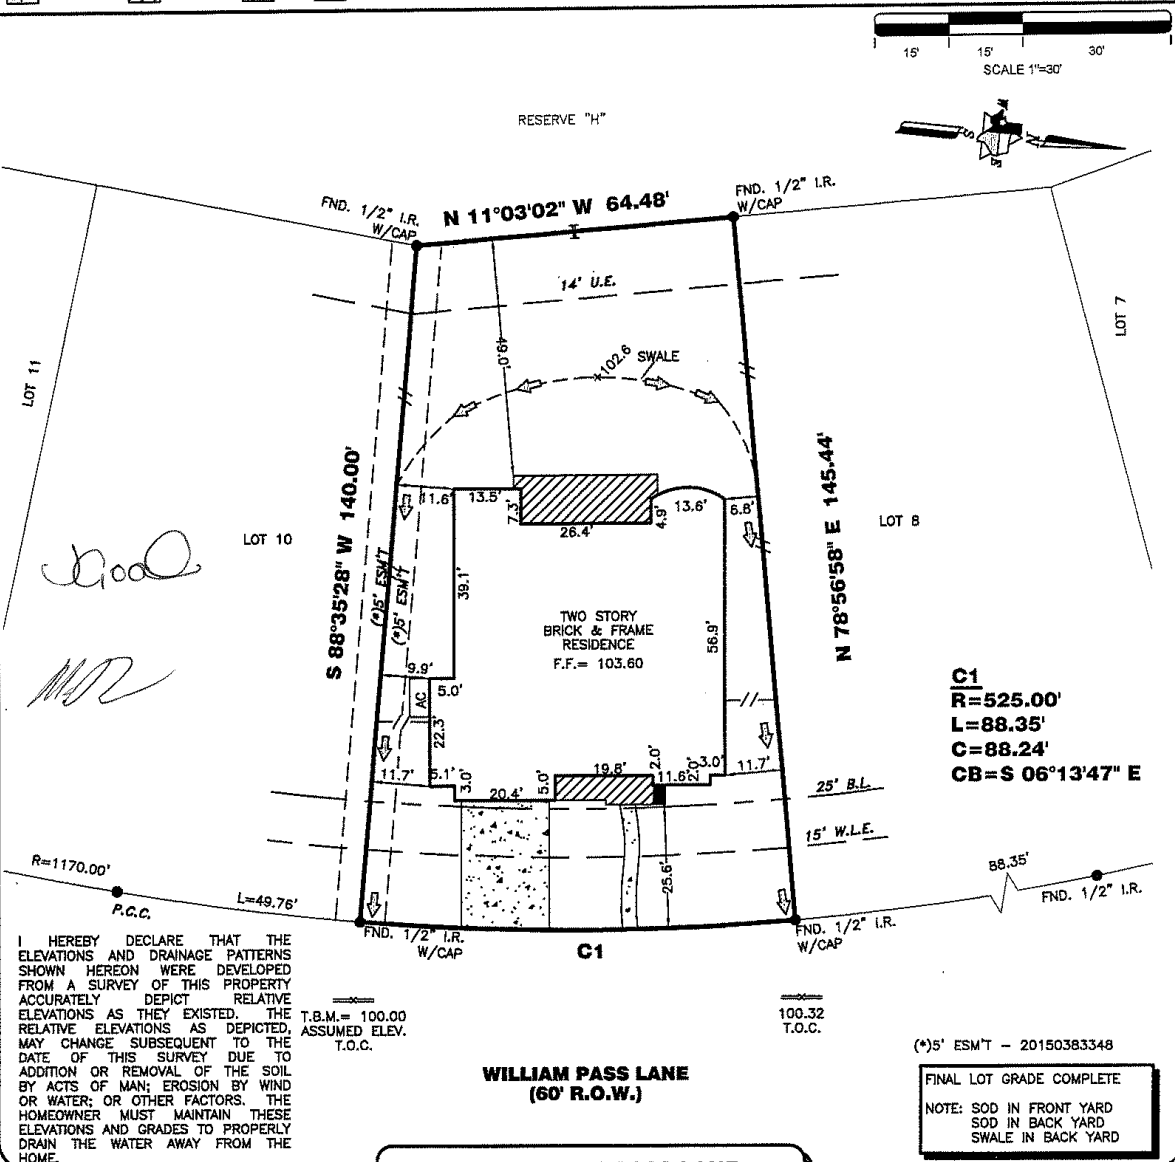 15' 15' 30'
SCALE 1"=30'
RESERVE "H"
S N
FND. 1/2" I.R.
W/CAP
N 11°03'02" W 64.48'
FND. 1/2" I.R.
W/CAP
14' U.E.
LOT 11
LOT 7
49.0'
102.6
SWALE
S 88°35'28" W 140.00'
N 78°56'58" E 145.44'
11.6' 13.5'
7.3'
26.4'
4.9'
13.6'
6.8'
LOT 10
LOT 8
(*)5' ESM'T
(*)5' ESM'T
39.1'
TWO STORY
BRICK & FRAME
RESIDENCE
F.F.= 103.60
56.9'
9.9'
5.0'
AC
22.3'
C1
R=525.00'
L=88.35'
C=88.24'
CB=S 06°13'47" E
11.7' 5.1'
3.0'
20.4'
5.0'
19.8'
2.0'
11.6'
2.0'
3.0'
11.7'
25' B.L.
15' W.L.E.
25.6'
R=1170.00'
P.C.C.
L=49.76'
88.35'
FND. 1/2" I.R.
FND. 1/2" I.R.
W/CAP
C1
FND. 1/2" I.R.
W/CAP
I HEREBY DECLARE THAT THE
ELEVATIONS AND DRAINAGE PATTERNS
SHOWN HEREON WERE DEVELOPED
FROM A SURVEY OF THIS PROPERTY
ACCURATELY DEPICT RELATIVE
ELEVATIONS AS THEY EXISTED. THE
RELATIVE ELEVATIONS AS DEPICTED,
MAY CHANGE SUBSEQUENT TO THE
DATE OF THIS SURVEY DUE TO
ADDITION OR REMOVAL OF THE SOIL
BY ACTS OF MAN; EROSION BY WIND
OR WATER; OR OTHER FACTORS. THE
HOMEOWNER MUST MAINTAIN THESE
ELEVATIONS AND GRADES TO PROPERLY
DRAIN THE WATER AWAY FROM THE
HOME.
T.B.M.= 100.00
ASSUMED ELEV.
T.O.C.
100.32
T.O.C.
WILLIAM PASS LANE
(60' R.O.W.)
(*)5' ESM'T - 20150383348
FINAL LOT GRADE COMPLETE
NOTE: SOD IN FRONT YARD
SOD IN BACK YARD
SWALE IN BACK YARD